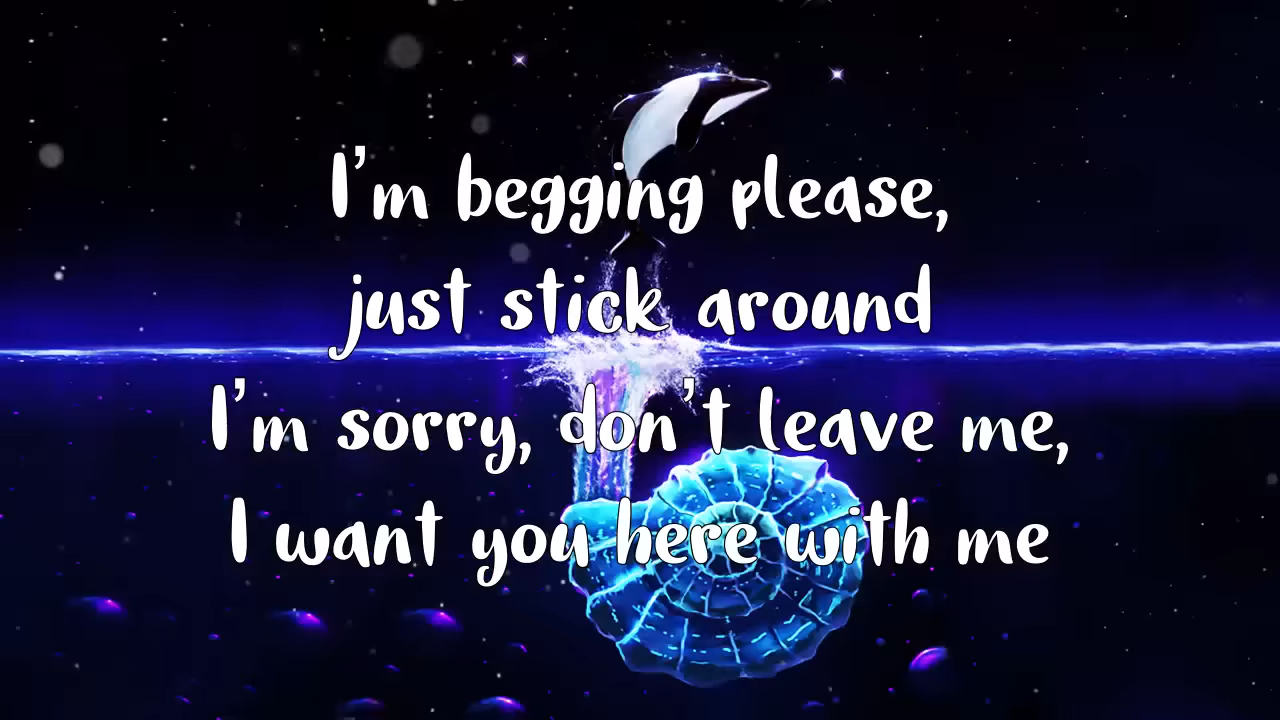 I'm begging please,
just stick around
I'm sorry, don't leave me,
I want you here with me